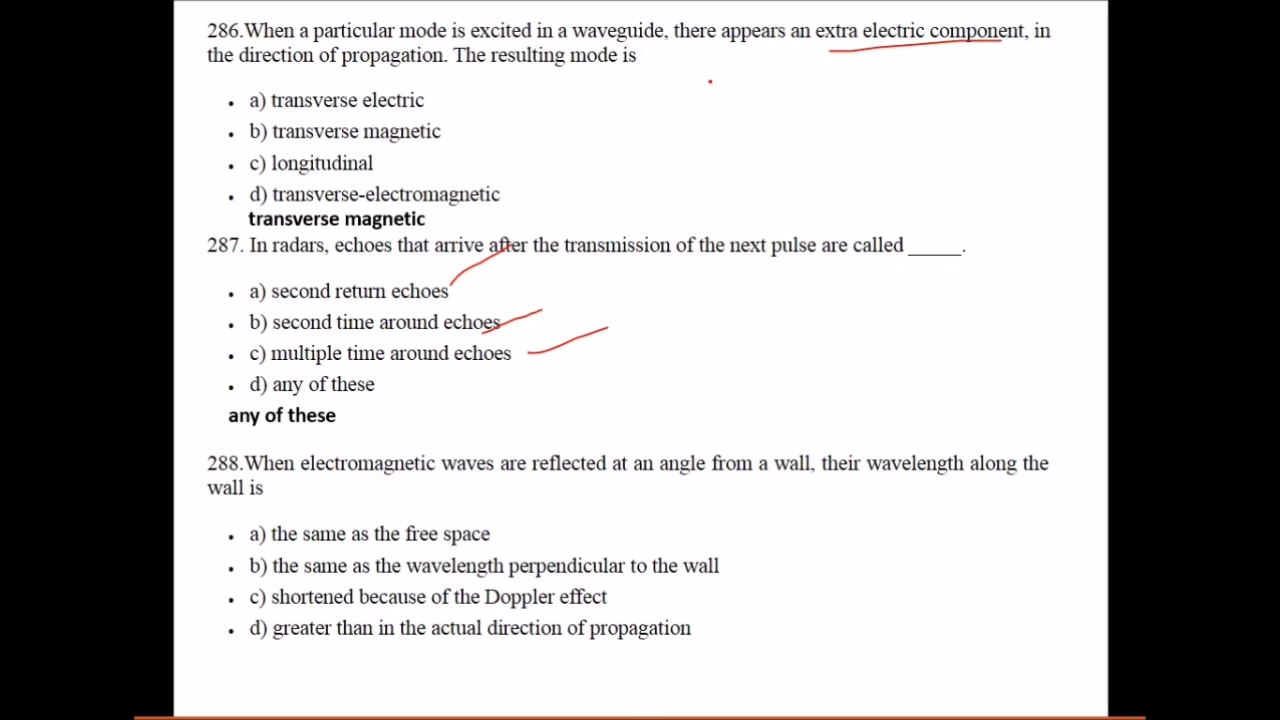 286.When a particular mode is excited in a waveguide, there appears an extra electric component, in
the direction of propagation. The resulting mode is
• a) transverse electric
• b) transverse magnetic
• c) longitudinal
• d) transverse-electromagnetic
transverse magnetic
287. In radars, echoes that arrive after the transmission of the next pulse are called _____.
• a) second return echoes
• b) second time around echoes
• c) multiple time around echoes
• d) any of these
any of these
288.When electromagnetic waves are reflected at an angle from a wall, their wavelength along the
wall is
• a) the same as the free space
• b) the same as the wavelength perpendicular to the wall
• c) shortened because of the Doppler effect
• d) greater than in the actual direction of propagation